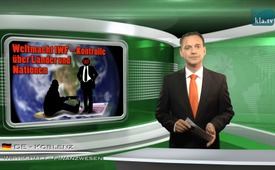 kla.tv
Weltmacht IWF - Kontrolle
über Länder und
Nationen
DE - KOBLENZ
WIRTSCHAFT - FINANZWESEN